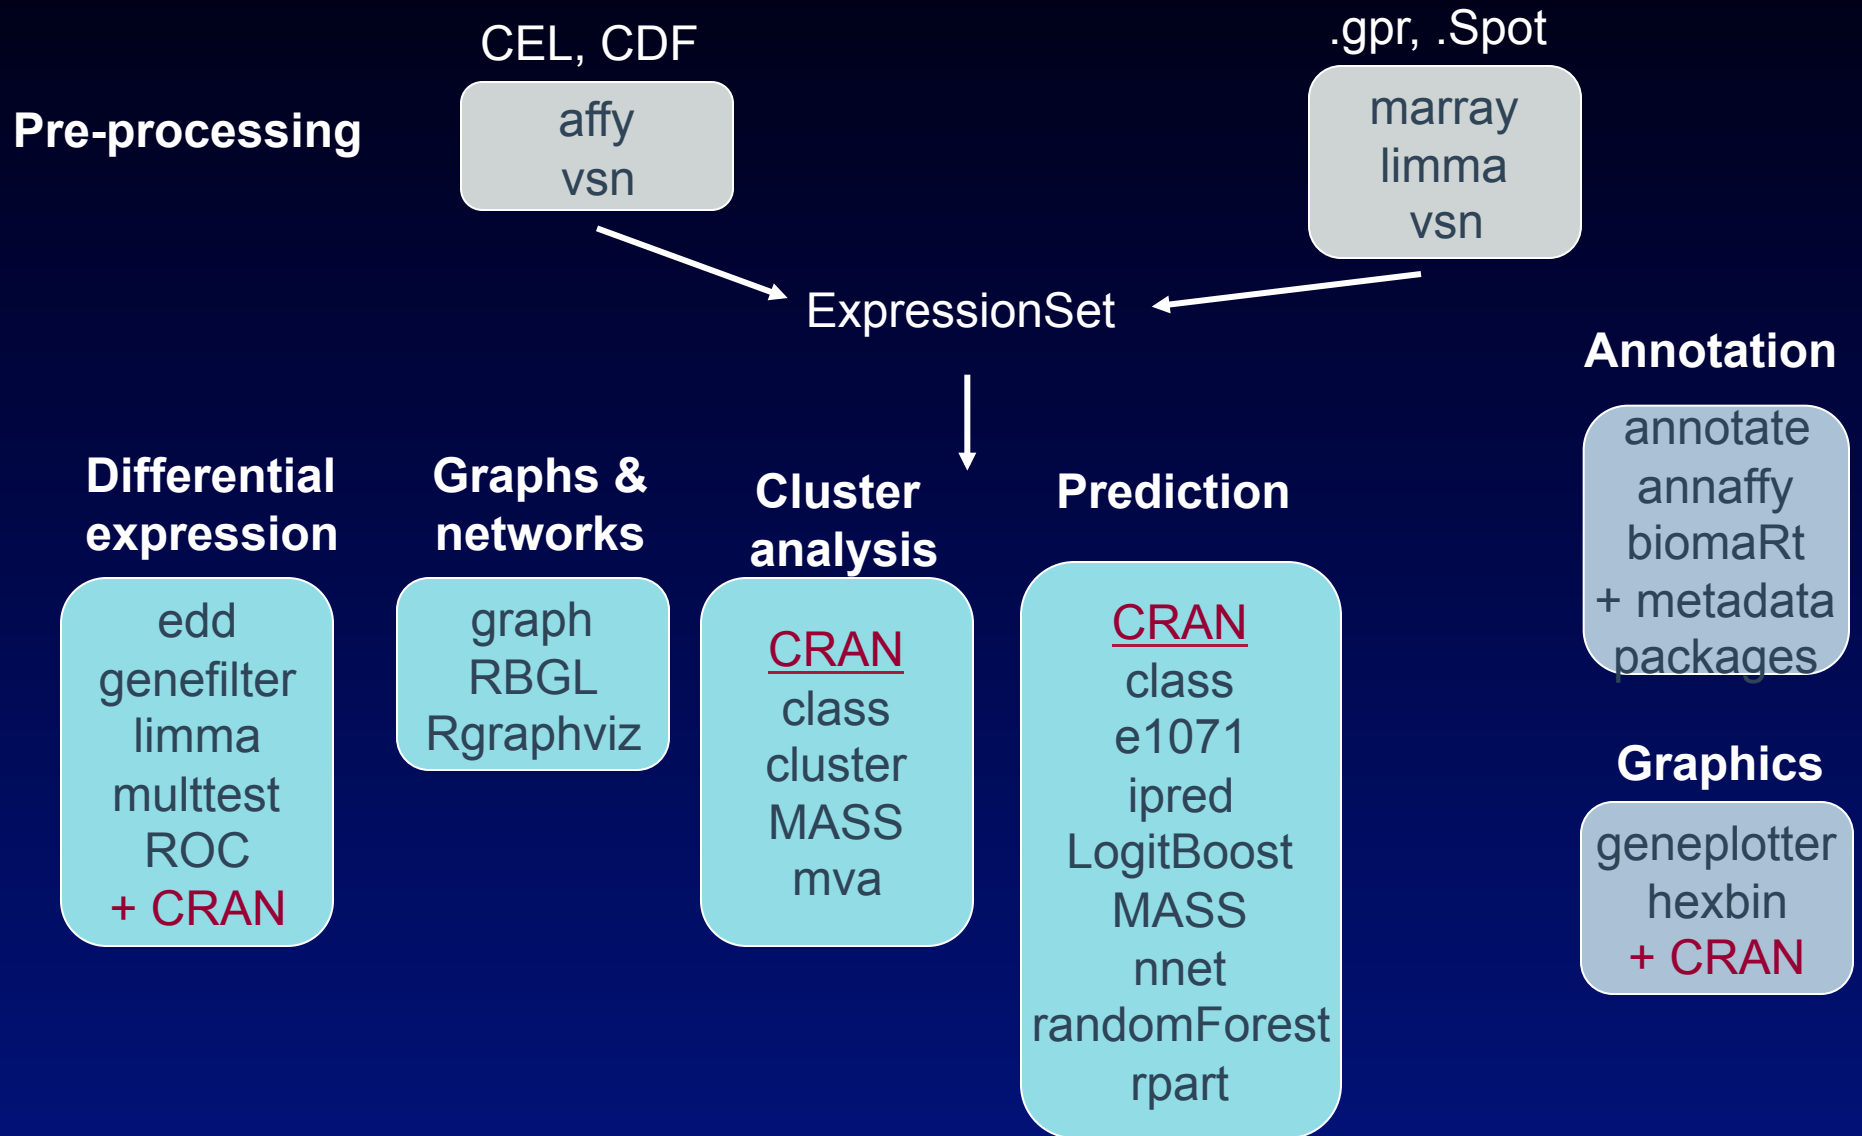 CEL, CDF
.gpr, .Spot
Pre-processing
affy
vsn
marray
limma
vsn
ExpressionSet
Annotation
annotate
annaffy
biomaRt
+ metadata
packages
Differential
expression
edd
genefilter
limma
multtest
ROC
+ CRAN
Graphs &
networks
graph
RBGL
Rgraphviz
Cluster
analysis
CRAN
class
cluster
MASS
mva
Prediction
CRAN
class
e1071
ipred
LogitBoost
MASS
nnet
randomForest
rpart
Graphics
geneplotter
hexbin
+ CRAN